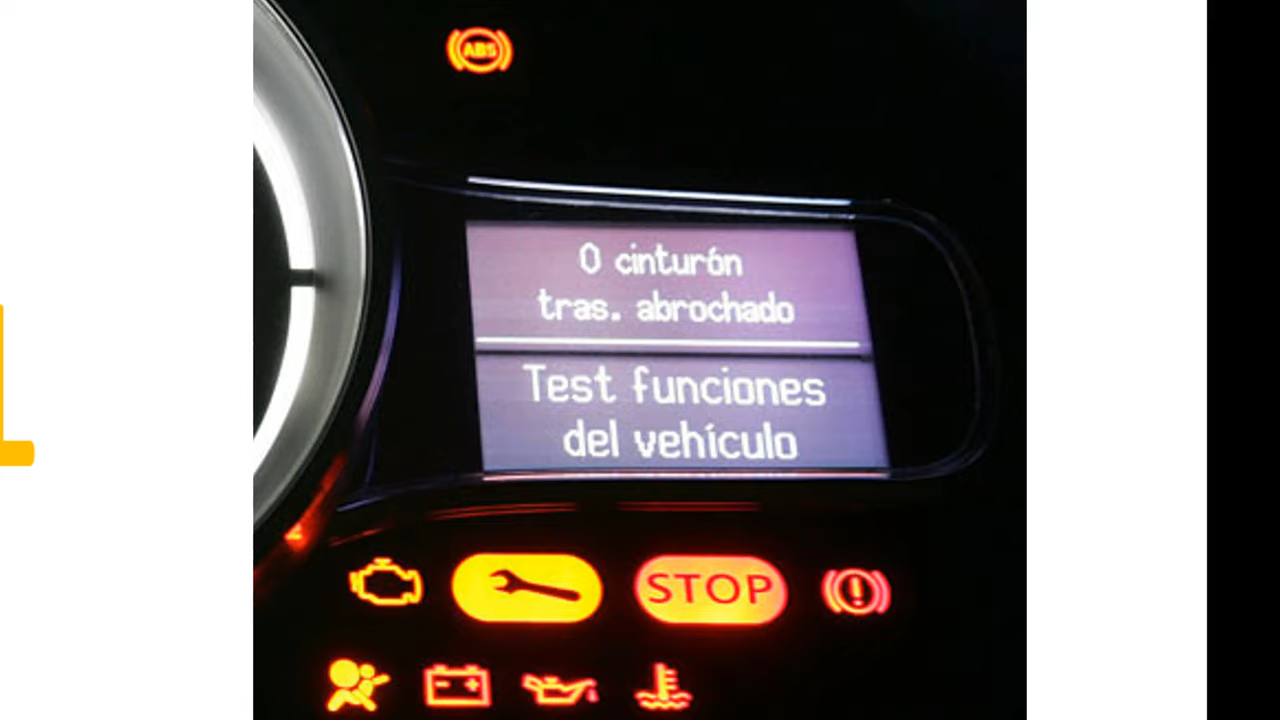 ABS
0 cinturón
tras. abrochado
Test funciones
del vehículo
STOP